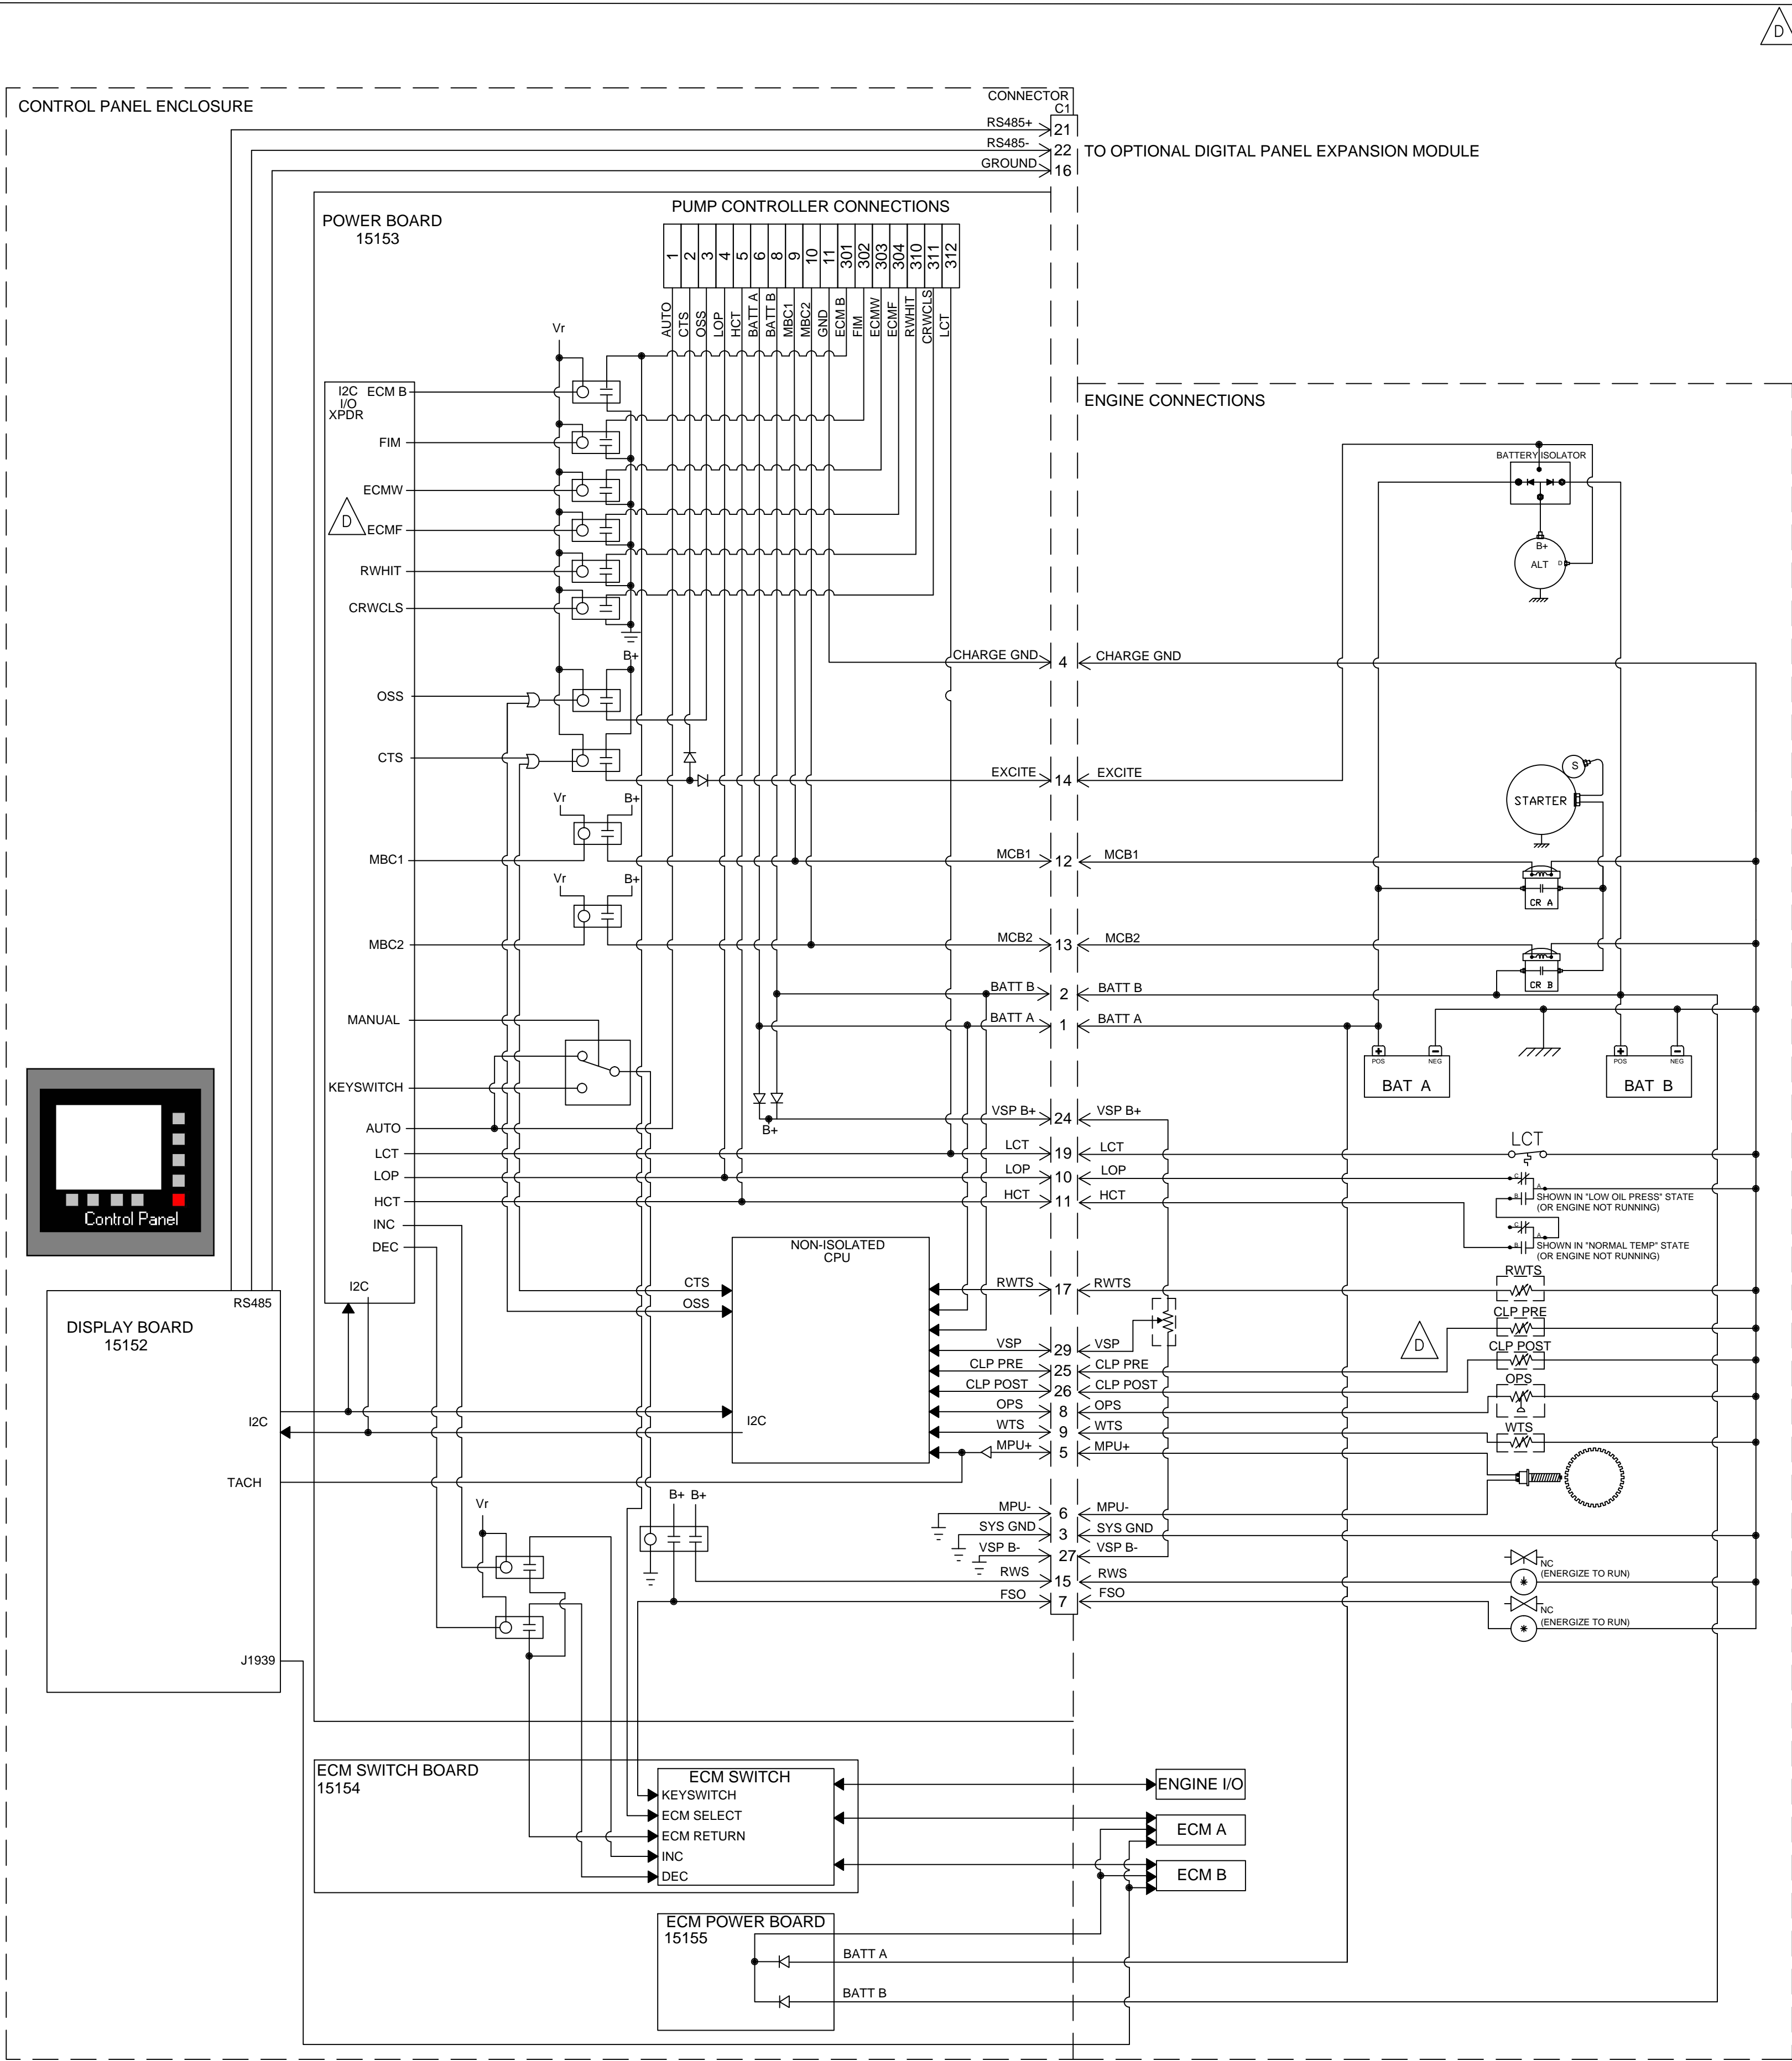 D
CONTROL PANEL ENCLOSURE
CONNECTOR
C1
RS485+ 21
RS485- 22 TO OPTIONAL DIGITAL PANEL EXPANSION MODULE
GROUND 16
POWER BOARD
15153
PUMP CONTROLLER CONNECTIONS
1 2 3 4 5 6 8 9 10 11 301 302 303 304 310 311 312
AUTO CTS OSS LOP HCT BATT A BATT B MBC1 MBC2 GND ECM B FIM ECMW ECMF RWHIT CRWCLS LCT
Vr
I2C ECM B
I/O
XPDR
FIM
ECMW
D
ECMF
RWHIT
CRWCLS
ENGINE CONNECTIONS
BATTERY ISOLATOR
B+
ALT D
B+
CHARGE GND 4 CHARGE GND
OSS
CTS
EXCITE 14 EXCITE
S
STARTER
Vr B+
MBC1
MCB1 12 MCB1
CR A
Vr B+
MBC2
MCB2 13 MCB2
CR B
BATT B 2 BATT B
MANUAL
BATT A 1 BATT A
POS NEG
BAT A
POS NEG
BAT B
KEYSWITCH
B+
VSP B+ 24 VSP B+
AUTO
LCT
LCT 19 LCT
LCT
LOP
LOP 10 LOP
C A
B SHOWN IN "LOW OIL PRESS" STATE
(OR ENGINE NOT RUNNING)
HCT
HCT 11 HCT
C A
B SHOWN IN "NORMAL TEMP" STATE
(OR ENGINE NOT RUNNING)
INC
DEC
I2C
Control Panel
NON-ISOLATED
CPU
CTS
OSS
I2C
RWTS 17 RWTS
RWTS
VSP 29 VSP
CLP PRE 25 CLP PRE
D
CLP PRE
CLP POST 26 CLP POST
CLP POST
OPS 8 OPS
OPS
WTS 9 WTS
WTS
MPU+ 5 MPU+
DISPLAY BOARD
15152
RS485
I2C
TACH
J1939
Vr
B+ B+
MPU- 6 MPU-
SYS GND 3 SYS GND
VSP B- 27 VSP B-
RWS 15 RWS
NC
(ENERGIZE TO RUN)
FSO 7 FSO
NC
(ENERGIZE TO RUN)
ECM SWITCH BOARD
15154
ECM SWITCH
KEYSWITCH
ECM SELECT
ECM RETURN
INC
DEC
ENGINE I/O
ECM A
ECM B
ECM POWER BOARD
15155
BATT A
BATT B